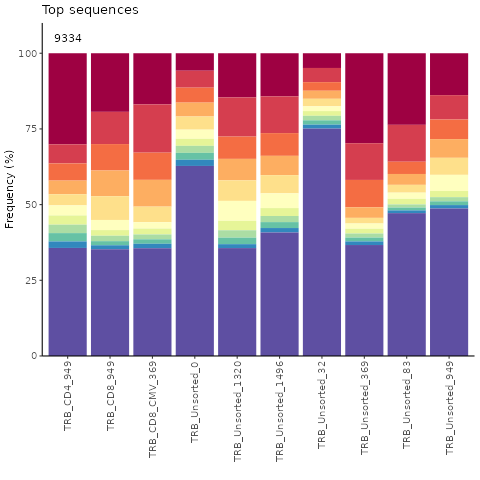 Top sequences
9334
100
75
50
25
0
Frequency (%)
TRB_CD4_949
TRB_CD8_949
TRB_CD8_CMV_369
TRB_Unsorted_0
TRB_Unsorted_1320
TRB_Unsorted_1496
TRB_Unsorted_32
TRB_Unsorted_369
TRB_Unsorted_83
TRB_Unsorted_949